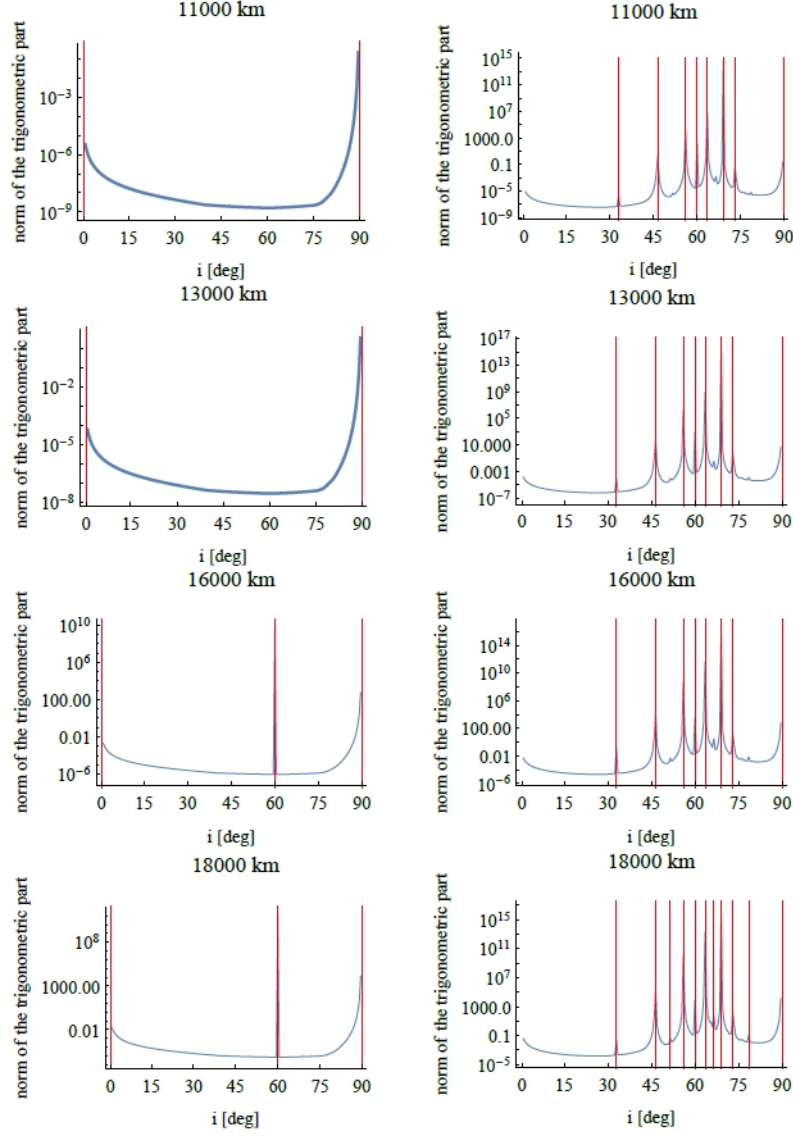 11000 km
norm of the trigonometric part
10^-3
10^-6
10^-9
0 15 30 45 60 75 90
i [deg]
11000 km
norm of the trigonometric part
10^15
10^11
10^7
1000.0
0.1
10^-5
10^-9
0 15 30 45 60 75 90
i [deg]
13000 km
norm of the trigonometric part
10^-2
10^-5
10^-8
0 15 30 45 60 75 90
i [deg]
13000 km
norm of the trigonometric part
10^17
10^13
10^9
10^5
10.000
0.001
10^-7
0 15 30 45 60 75 90
i [deg]
16000 km
norm of the trigonometric part
10^10
10^6
100.00
0.01
10^-6
0 15 30 45 60 75 90
i [deg]
16000 km
norm of the trigonometric part
10^14
10^10
10^6
100.00
0.01
10^-6
0 15 30 45 60 75 90
i [deg]
18000 km
norm of the trigonometric part
10^8
1000.00
0.01
0 15 30 45 60 75 90
i [deg]
18000 km
norm of the trigonometric part
10^15
10^11
10^7
1000.0
0.1
10^-5
0 15 30 45 60 75 90
i [deg]